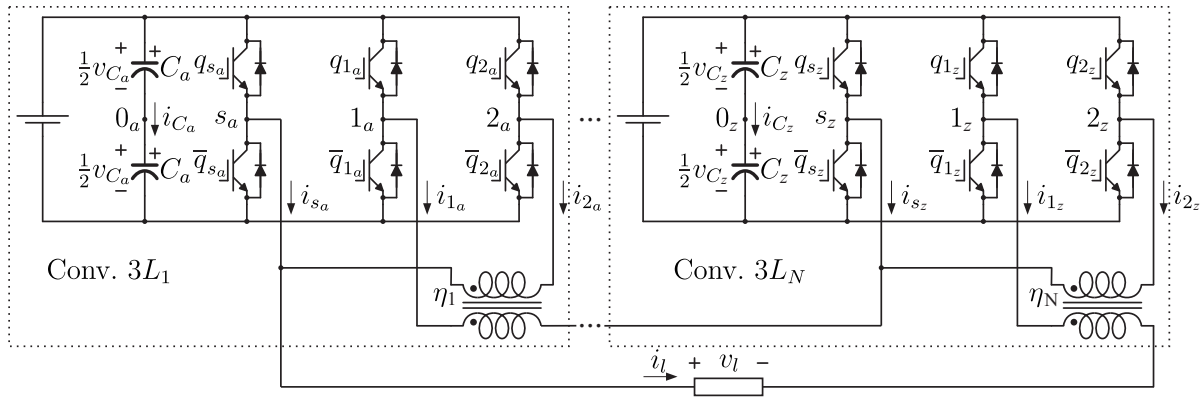 + + q_{s_a} q_{1_a} q_{2_a} + + q_{s_z} q_{1_z} q_{2_z}
½v_{C_a} C_a ½v_{C_z} C_z
− −
0_a i_{C_a} s_a 1_a 2_a ... 0_z i_{C_z} s_z 1_z 2_z
+ + q̅_{s_a} q̅_{1_a} q̅_{2_a} + + q̅_{s_z} q̅_{1_z} q̅_{2_z}
½v_{C_a} C_a ½v_{C_z} C_z
− −
i_{s_a} i_{1_a} i_{2_a} i_{s_z} i_{1_z} i_{2_z}
Conv. 3L_1 Conv. 3L_N
η_1 η_N
...
i_l + v_l −